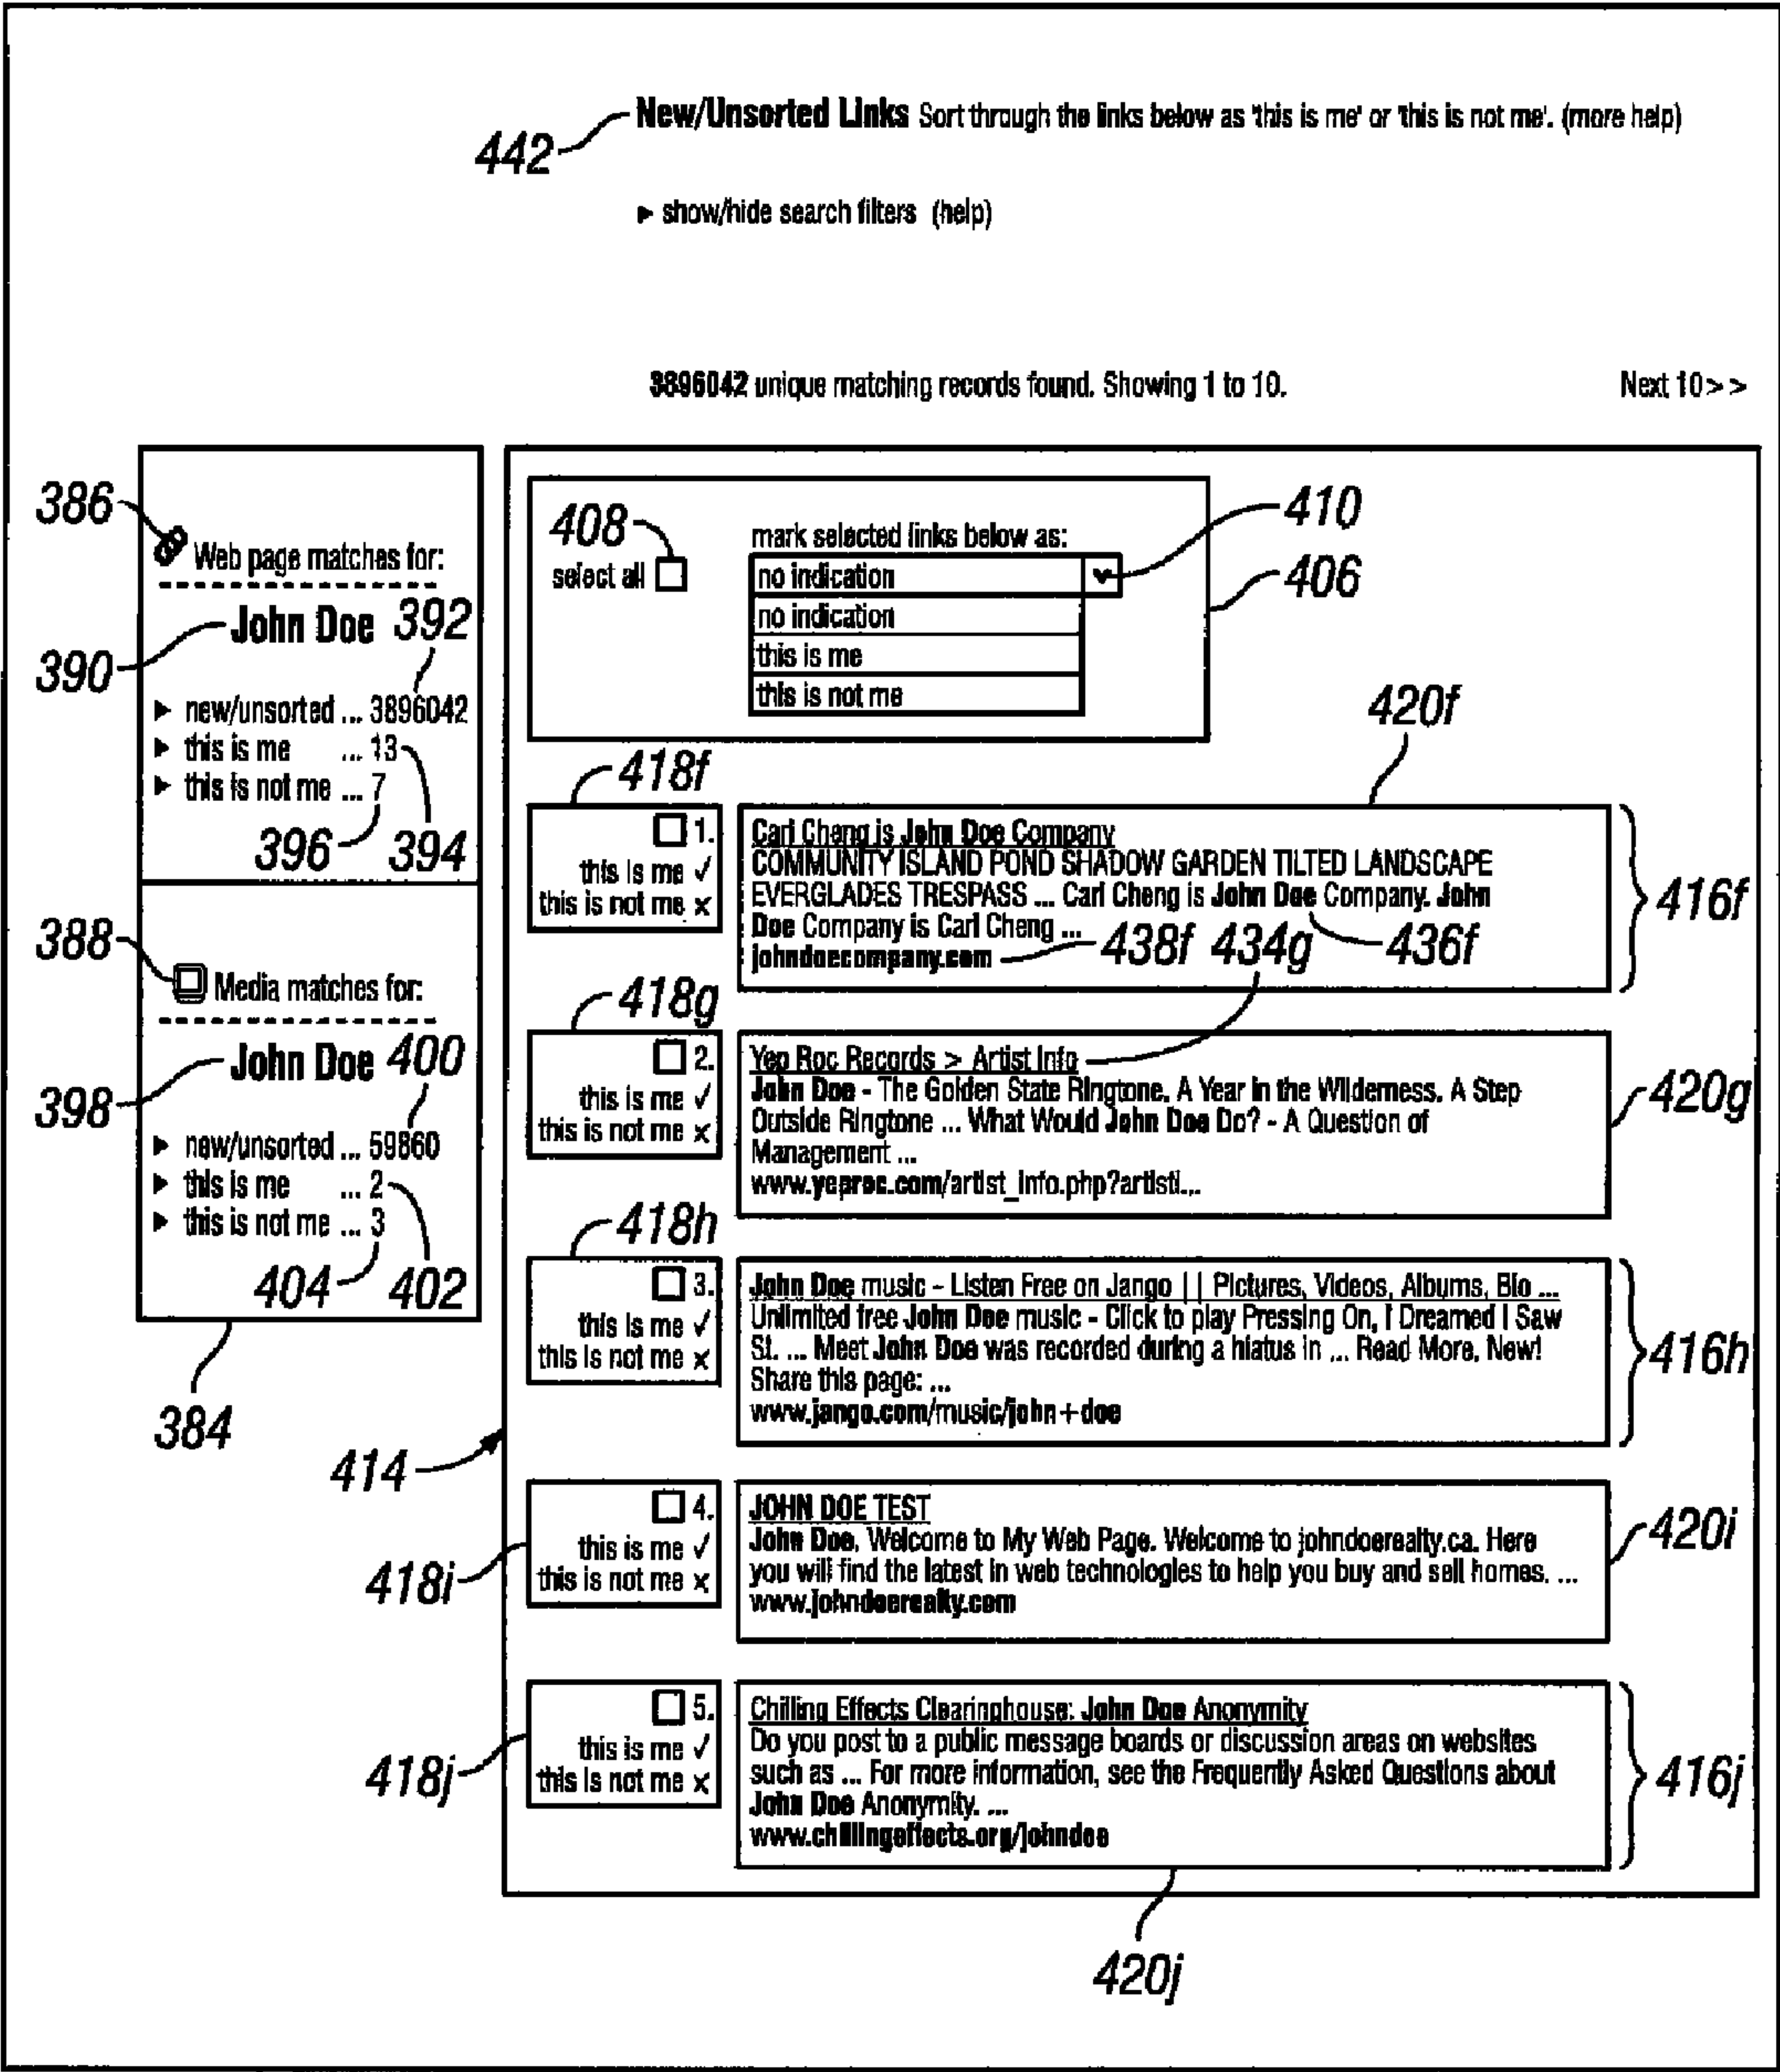 New/Unsorted Links Sort through the links below as 'this is me' or 'this is not me'. (more help)
442
► show/hide search filters (help)
3896042 unique matching records found. Showing 1 to 10.
Next 10> >
386
Web page matches for:
John Doe 392
390
► new/unsorted ... 3896042
► this is me ... 13
► this is not me ... 7
396 394
388
Media matches for:
John Doe 400
398
► new/unsorted ... 59860
► this is me ... 2
► this is not me ... 3
404 402
384
414
408
select all
mark selected links below as:
no indication
no indication
this is me
this is not me
410
406
418f
420f
1.
this is me ✓
this is not me x
Carl Cheng is John Doe Company
COMMUNITY ISLAND POND SHADOW GARDEN TILTED LANDSCAPE
EVERGLADES TRESPASS ... Carl Cheng is John Doe Company. John
Doe Company is Carl Cheng ...
johndoecompany.com
438f 434g 436f
416f
418g
2.
this is me ✓
this is not me x
Yep Roc Records > Artist Info
John Doe - The Golden State Ringtone. A Year in the Wilderness. A Step
Outside Ringtone ... What Would John Doe Do? - A Question of
Management ...
www.yeproc.com/artist_info.php?artisti...
420g
418h
3.
this is me ✓
this is not me x
John Doe music - Listen Free on Jango || Pictures, Videos, Albums, Bio ...
Unlimited free John Doe music - Click to play Pressing On, I Dreamed I Saw
St. ... Meet John Doe was recorded during a hiatus in ... Read More. New!
Share this page: ...
www.jango.com/music/john+doe
416h
4.
this is me ✓
this is not me x
418i
JOHN DOE TEST
John Doe. Welcome to My Web Page. Welcome to johndoerealty.ca. Here
you will find the latest in web technologies to help you buy and sell homes. ...
www.johndoerealty.com
420i
5.
this is me ✓
this is not me x
418j
Chilling Effects Clearinghouse: John Doe Anonymity
Do you post to a public message boards or discussion areas on websites
such as ... For more information, see the Frequently Asked Questions about
John Doe Anonymity. ...
www.chillingeffects.org/johndoe
416j
420j